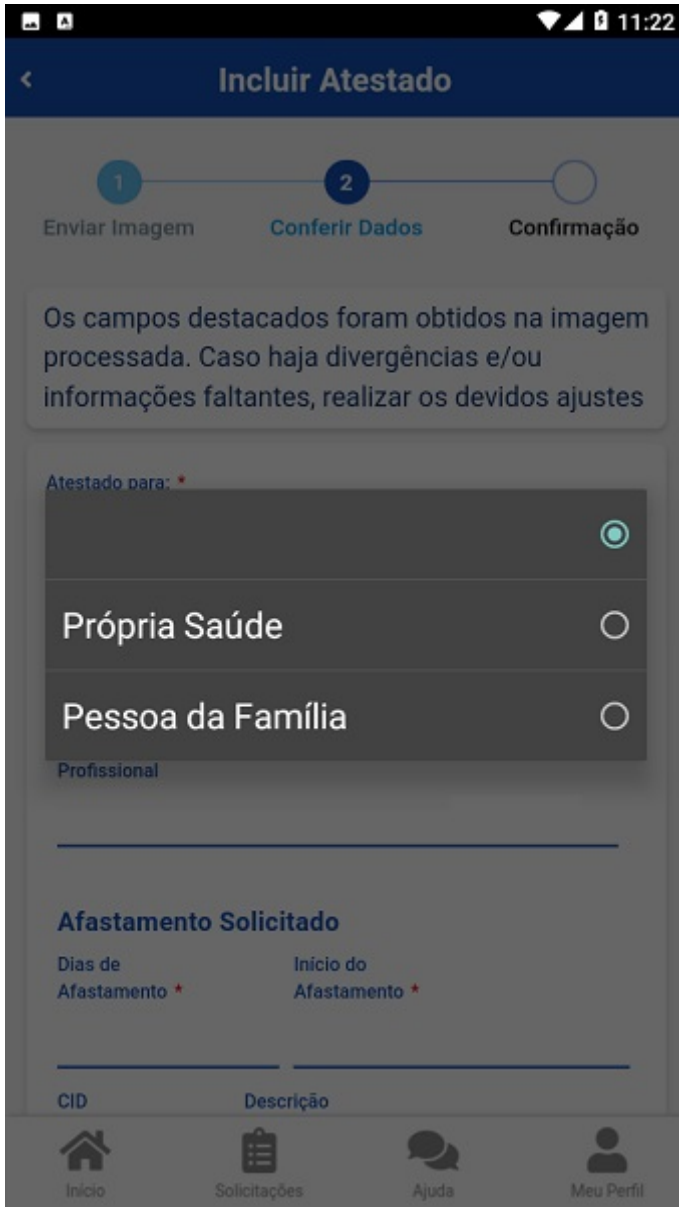 11:22
Incluir Atestado
1
2
Enviar Imagem
Conferir Dados
Confirmação
Os campos destacados foram obtidos na imagem
processada. Caso haja divergências e/ou
informações faltantes, realizar os devidos ajustes
Atestado para: *
Própria Saúde
Pessoa da Família
Profissional
Afastamento Solicitado
Dias de
Afastamento *
Início do
Afastamento *
CID
Descrição
Início
Solicitações
Ajuda
Meu Perfil